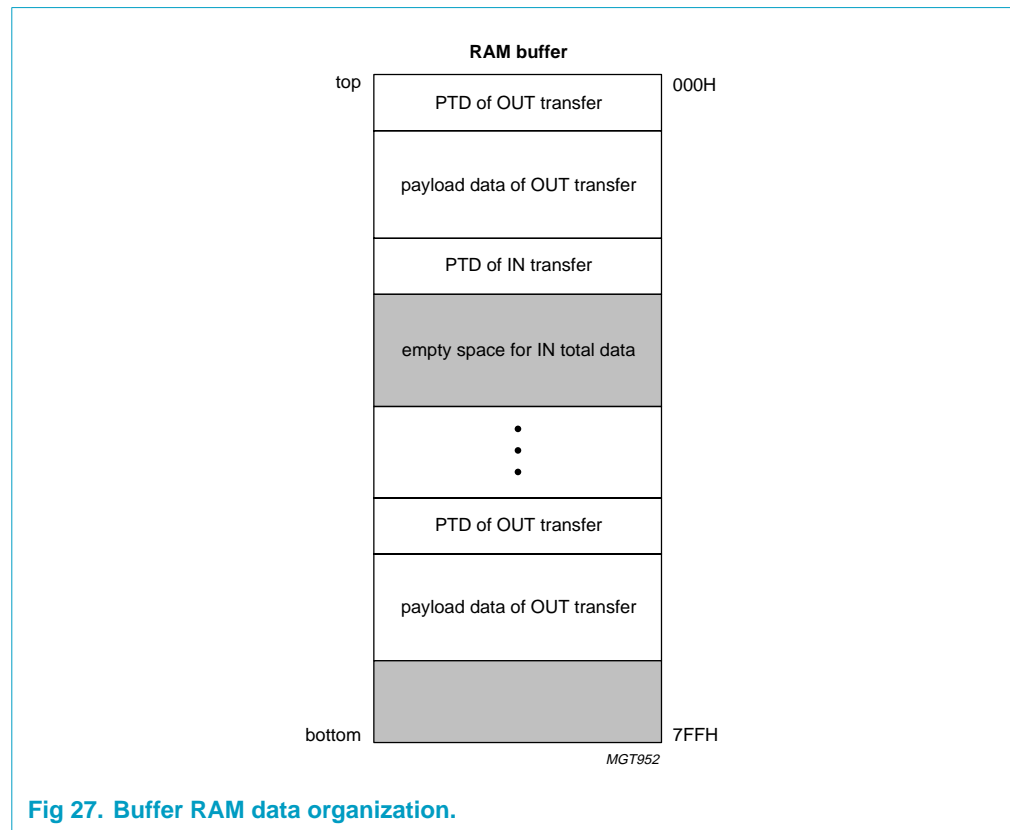 RAM buffer
top
000H
PTD of OUT transfer
payload data of OUT transfer
PTD of IN transfer
empty space for IN total data
PTD of OUT transfer
payload data of OUT transfer
bottom
7FFH
MGT952
Fig 27. Buffer RAM data organization.